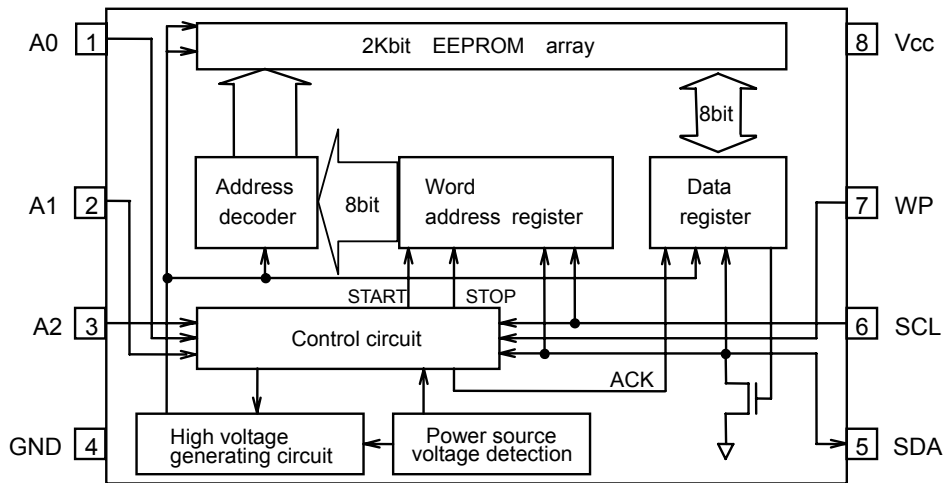 A0 1
2Kbit EEPROM array
8 Vcc
8bit
A1 2
Address
decoder
8bit
Word
address register
Data
register
7 WP
START
STOP
A2 3
Control circuit
6 SCL
ACK
GND 4
High voltage
generating circuit
Power source
voltage detection
5 SDA